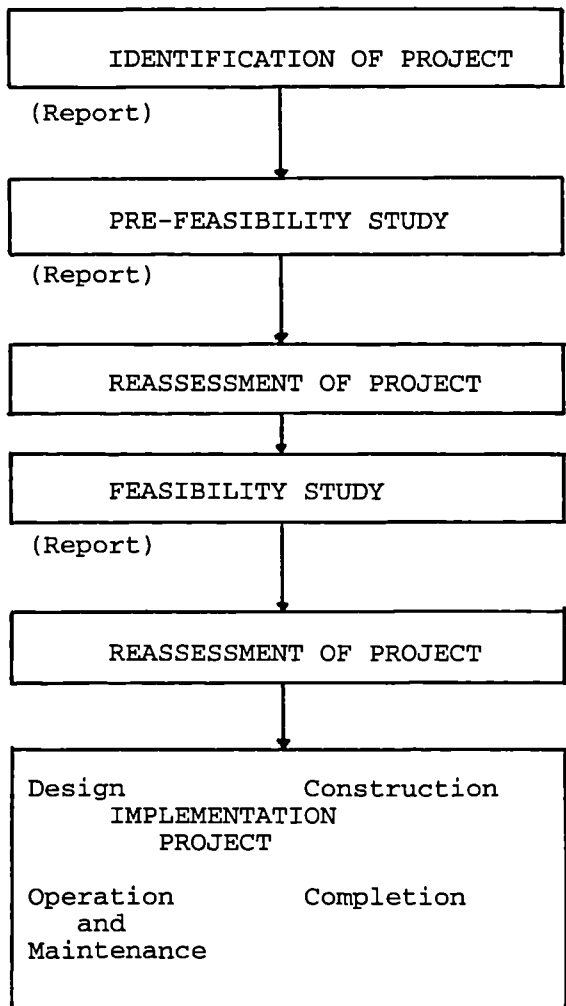 IDENTIFICATION OF PROJECT
(Report)
PRE-FEASIBILITY STUDY
(Report)
REASSESSMENT OF PROJECT
FEASIBILITY STUDY
(Report)
REASSESSMENT OF PROJECT
Design Construction
IMPLEMENTATION
PROJECT
Operation Completion
and
Maintenance